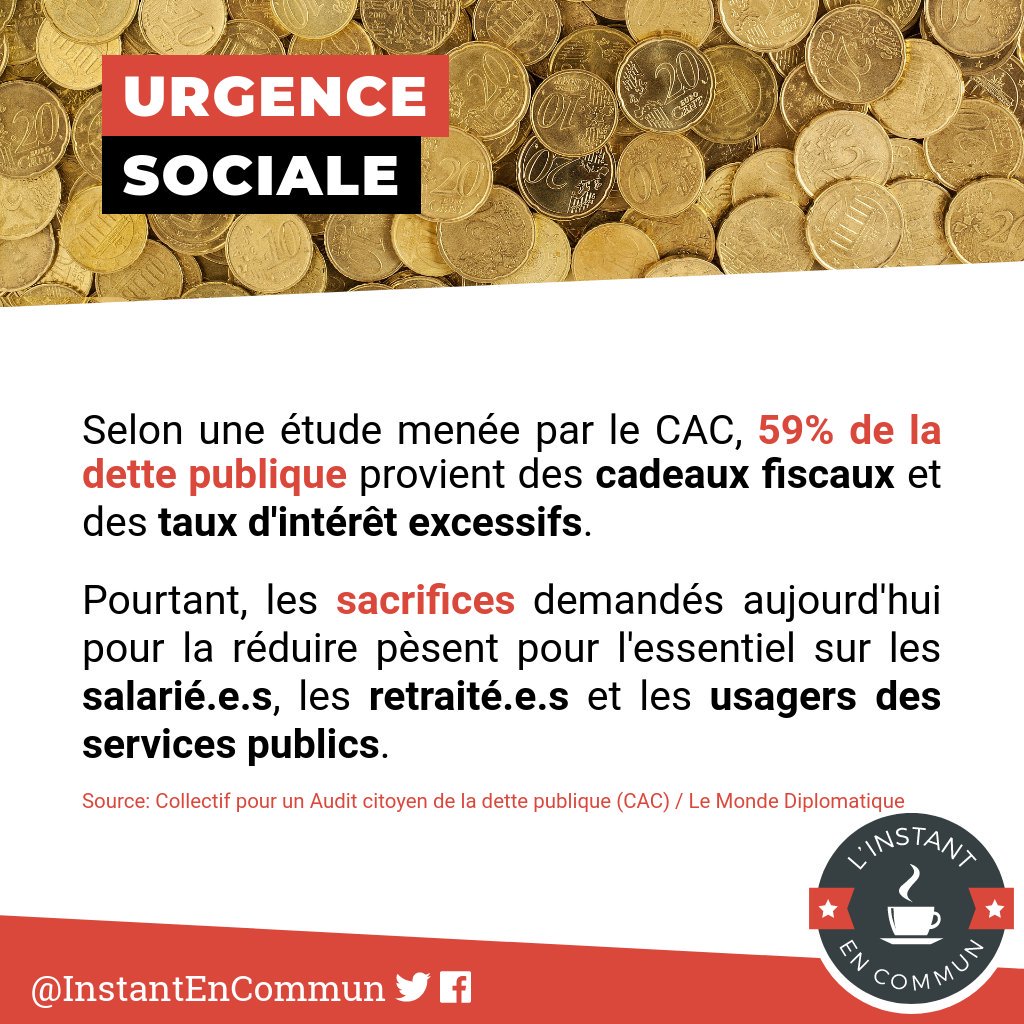 URGENCE
SOCIALE
Selon une étude menée par le CAC, 59% de la
dette publique provient des cadeaux fiscaux et
des taux d'intérêt excessifs.
Pourtant, les sacrifices demandés aujourd'hui
pour la réduire pèsent pour l'essentiel sur les
salarié.e.s, les retraité.e.s et les usagers des
services publics.
Source: Collectif pour un Audit citoyen de la dette publique (CAC) / Le Monde Diplomatique
L'INSTANT
EN COMMUN
@InstantEnCommun